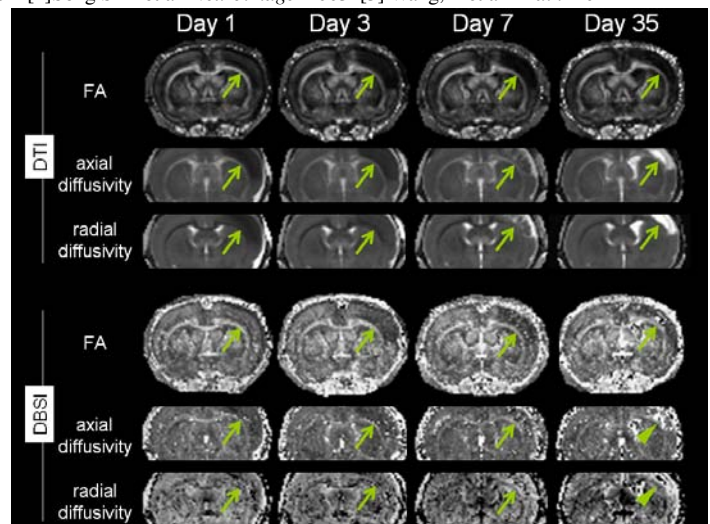 Day 1 Day 3 Day 7 Day 35
DTI
FA
axial
diffusivity
radial
diffusivity
DBSI
FA
axial
diffusivity
radial
diffusivity